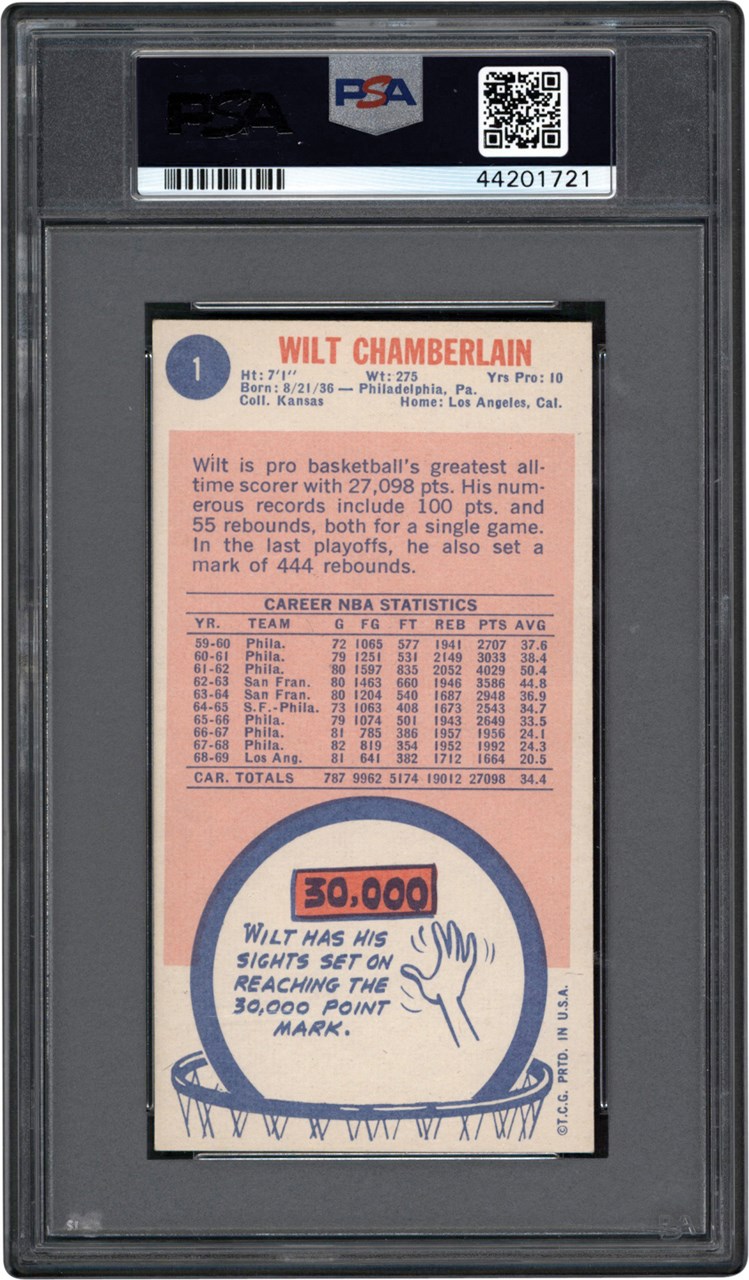 PSA
PSA
44201721
1
WILT CHAMBERLAIN
Ht: 7'1" Wt: 275 Yrs Pro: 10
Born: 8/21/36 — Philadelphia, Pa.
Coll. Kansas Home: Los Angeles, Cal.
Wilt is pro basketball's greatest all-
time scorer with 27,098 pts. His num-
erous records include 100 pts. and
55 rebounds, both for a single game.
In the last playoffs, he also set a
mark of 444 rebounds.
CAREER NBA STATISTICS
YR. TEAM G FG FT REB PTS AVG
59-60 Phila. 72 1065 577 1941 2707 37.6
60-61 Phila. 79 1251 531 2149 3033 38.4
61-62 Phila. 80 1597 835 2052 4029 50.4
62-63 San Fran. 80 1463 660 1946 3586 44.8
63-64 San Fran. 80 1204 540 1687 2948 36.9
64-65 S.F.-Phila. 73 1063 408 1673 2543 34.7
65-66 Phila. 79 1074 501 1943 2649 33.5
66-67 Phila. 81 785 386 1957 1956 24.1
67-68 Phila. 82 819 354 1952 1992 24.3
68-69 Los Ang. 81 641 382 1712 1664 20.5
CAR. TOTALS 787 9962 5174 19012 27098 34.4
30,000
WILT HAS HIS
SIGHTS SET ON
REACHING THE
30,000 POINT
MARK.
©T.C.G. PRTD. IN U.S.A.